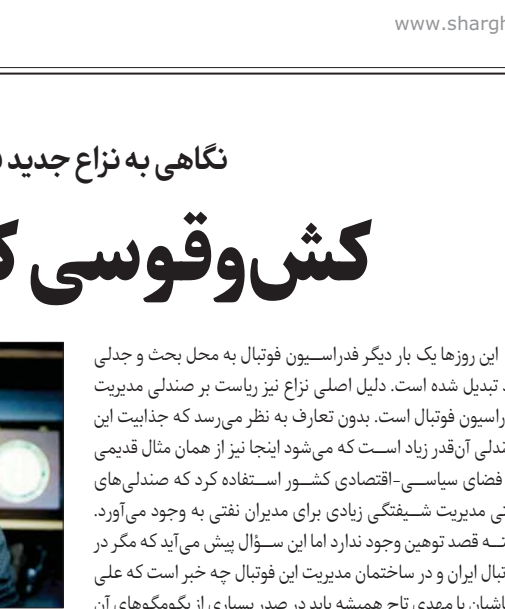 www.shargh
نگاهی به نزاع جدید
کش‌وقوسی
این روزها یک بار دیگر فدراسیون فوتبال به محل بحث و جدلی
تبدیل شده است. دلیل اصلی نزاع نیز ریاست بر صندلی مدیریت
فوتبال است. بدون تعارف به نظر می‌رسد که جذابیت این
آن‌قدر زیاد است که می‌شود اینجا نیز از همان مثال قدیمی
فضای سیاسی-اقتصادی کشور استفاده کرد که صندلی‌های
مدیریت شیفتگی زیادی برای مدیران نفتی به وجود می‌آورد.
قصد توهین وجود ندارد اما این سؤال پیش می‌آید که مگر در
ایران و در ساختمان مدیریت این فوتبال چه خبر است که علی
یا مهدی تاج همیشه باید در صدر بسیاری از بگومگوهای آن